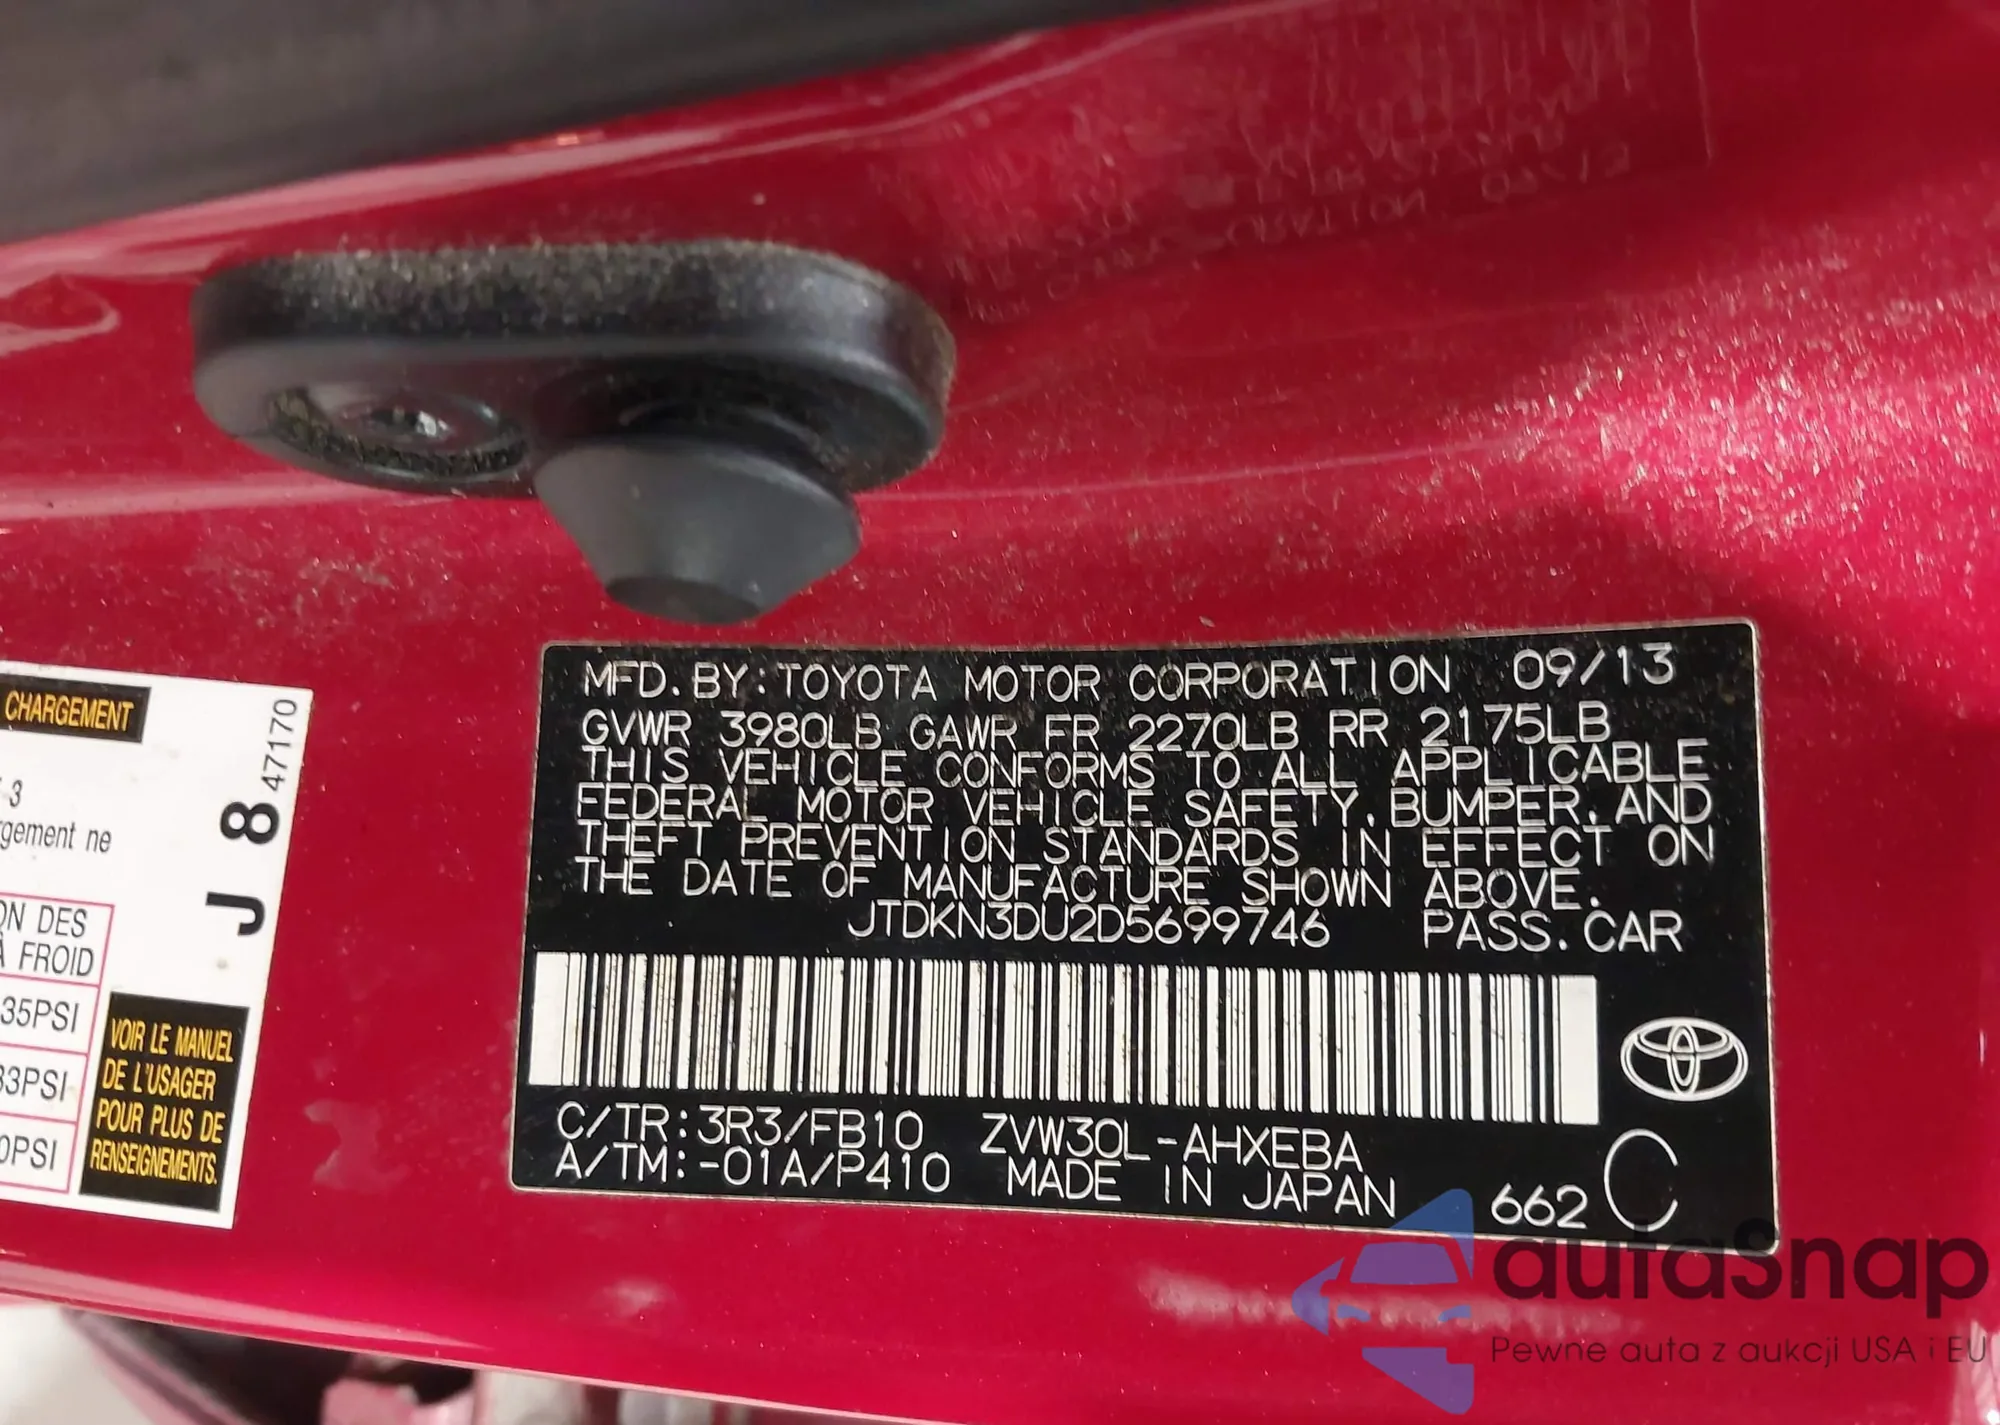 CHARGEMENT
rgement ne
ON DES
À FROID
35PSI
33PSI
0PSI
VOIR LE MANUEL
DE L'USAGER
POUR PLUS DE
RENSEIGNEMENTS.
J 8 47170
MFD. BY: TOYOTA MOTOR CORPORATION 09/13
GVWR 3980LB GAWR FR 2270LB RR 2175LB
THIS VEHICLE CONFORMS TO ALL APPLICABLE
FEDERAL MOTOR VEHICLE SAFETY, BUMPER, AND
THEFT PREVENTION STANDARDS IN EFFECT ON
THE DATE OF MANUFACTURE SHOWN ABOVE.
JTDKN3DU2D5699746 PASS. CAR
C/TR: 3R3/FB10 ZVW30L-AHXEBA
A/TM: -01A/P410 MADE IN JAPAN 662 C
autaSnap
Pewne auta z aukcji USA i EU